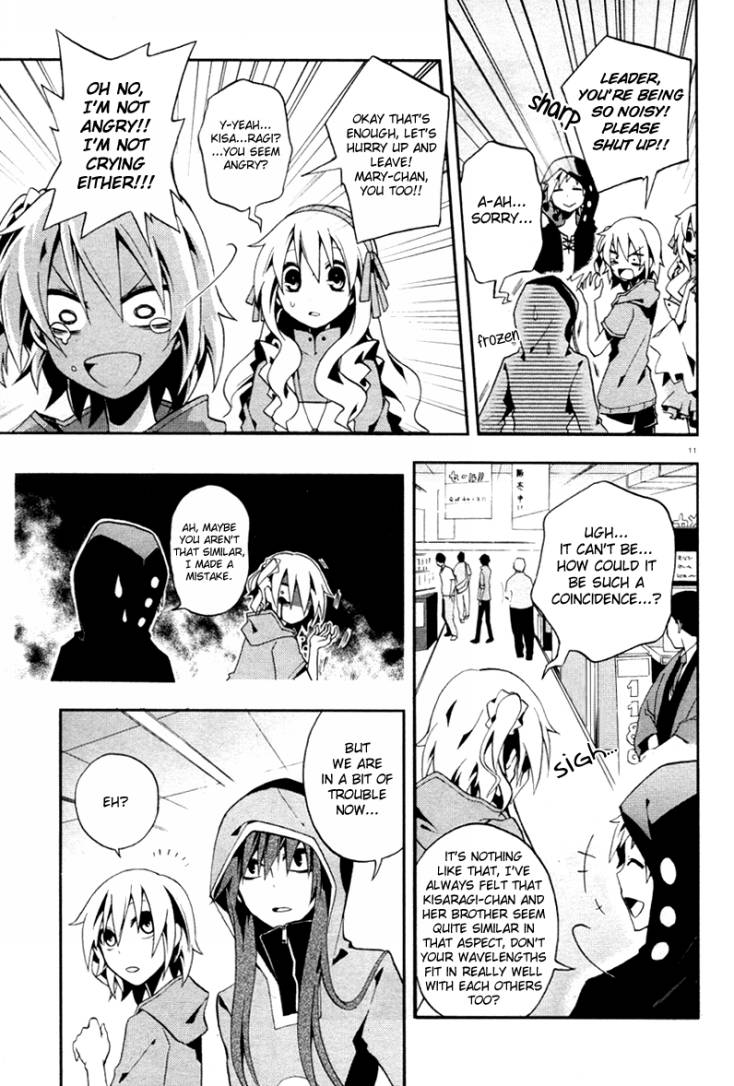 LEADER,
YOU'RE BEING
SO NOISY!
PLEASE
SHUT UP!!
sharp
A-AH...
SORRY...
frozen
OKAY THAT'S
ENOUGH, LET'S
HURRY UP AND
LEAVE!
MARY-CHAN,
YOU TOO!!
Y-YEAH...
KISA...RAGI?
...YOU SEEM
ANGRY?
OH NO,
I'M NOT
ANGRY!!
I'M NOT
CRYING
EITHER!!!
11
UGH...
IT CAN'T BE...
HOW COULD IT
BE SUCH A
COINCIDENCE...?
SIGH...
IT'S NOTHING
LIKE THAT, I'VE
ALWAYS FELT THAT
KISARAGI-CHAN AND
HER BROTHER SEEM
QUITE SIMILAR IN
THAT ASPECT, DON'T
YOUR WAVELENGTHS
FIT IN REALLY WELL
WITH EACH OTHERS
TOO?
AH, MAYBE
YOU AREN'T
THAT SIMILAR,
I MADE A
MISTAKE.
BUT
WE ARE
IN A BIT OF
TROUBLE
NOW...
EH?